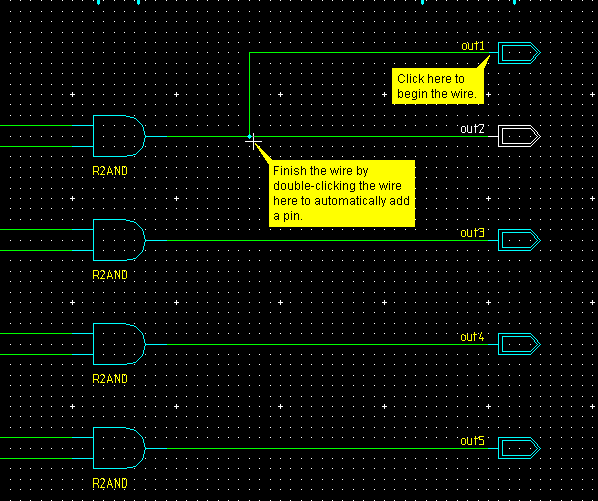 out1
Click here to
begin the wire.
out2
R2AND
Finish the wire by
double-clicking the wire
here to automatically add
a pin.
out3
R2AND
out4
R2AND
out5
R2AND